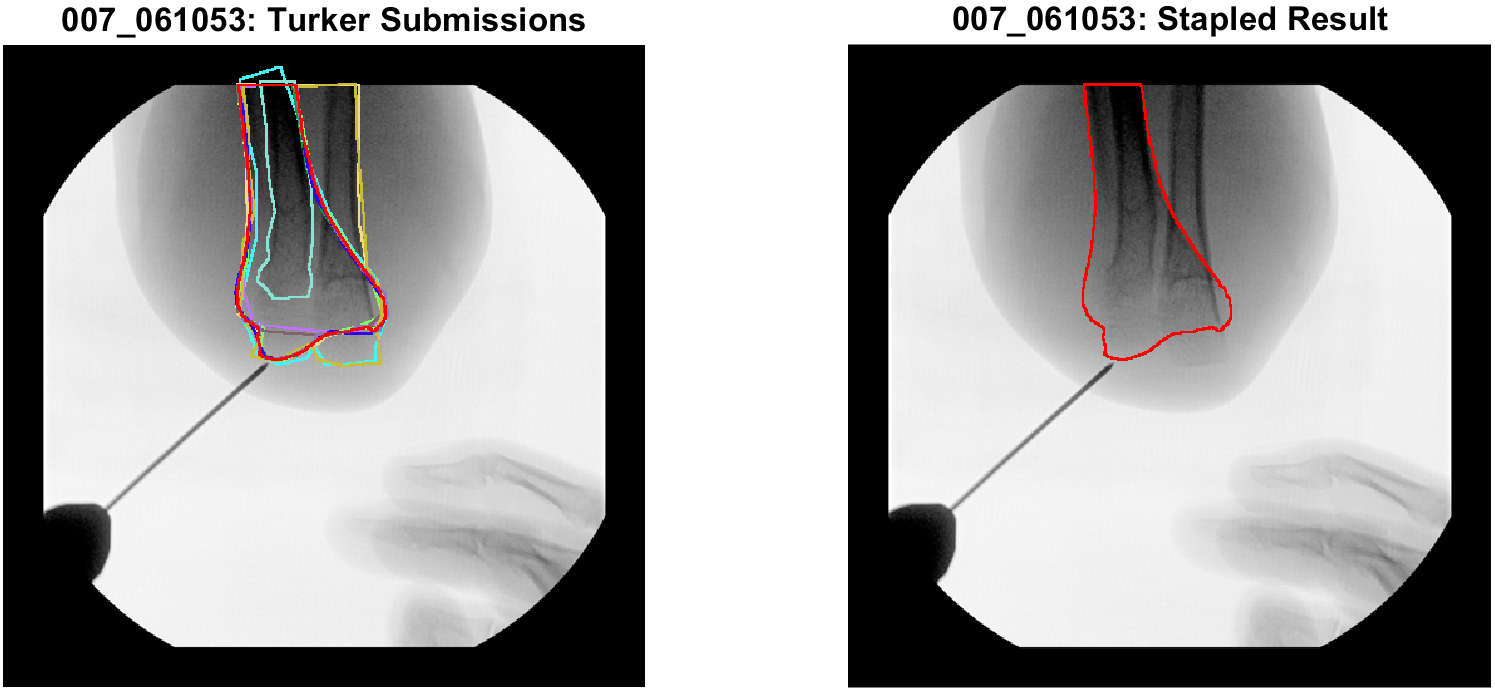 007_061053: Turker Submissions
007_061053: Stapled Result